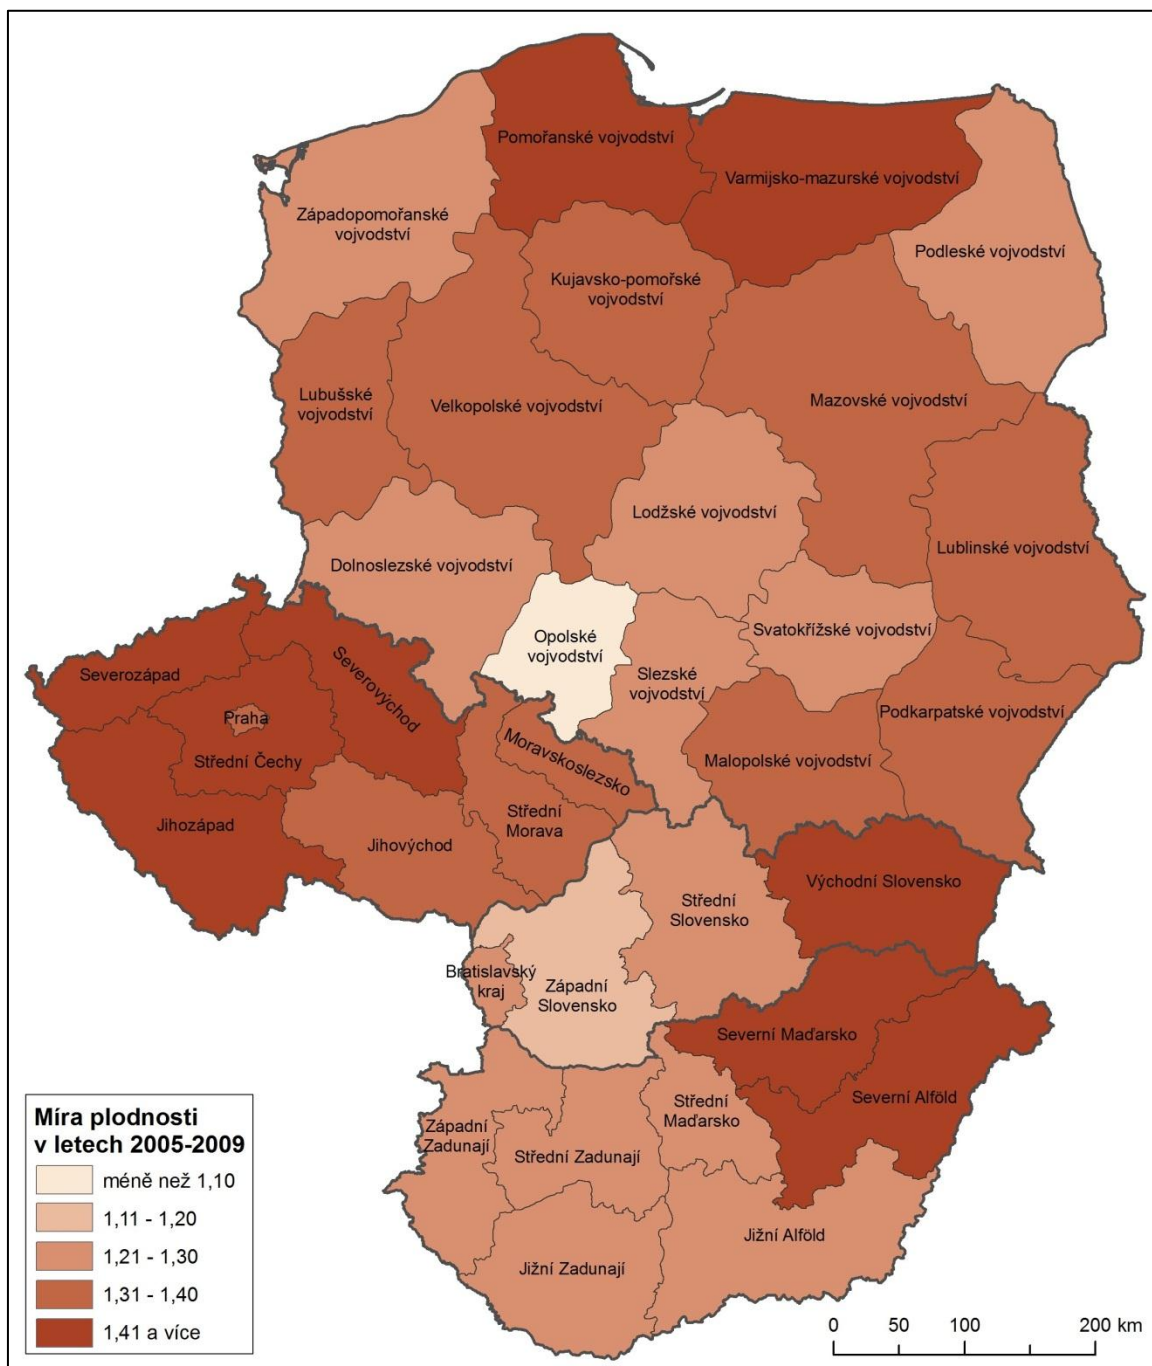 Pomořanské vojvodství
Varmijsko-mazurské vojvodství
Západopomořanské
vojvodství
Podleské vojvodství
Kujavsko-pomořské
vojvodství
Lubušské
vojvodství
Velkopolské vojvodství
Mazovské vojvodství
Lodžské vojvodství
Lublinské vojvodství
Dolnoslezské vojvodství
Opolské
vojvodství
Svatokřížské vojvodství
Slezské
vojvodství
Severozápad
Severovýchod
Praha
Střední Čechy
Podkarpatské vojvodství
Malopolské vojvodství
Moravskoslezsko
Střední
Morava
Jihozápad
Jihovýchod
Východní Slovensko
Střední
Slovensko
Bratislavský
kraj
Západní
Slovensko
Severní Maďarsko
Severní Alföld
Střední
Maďarsko
Západní
Zadunají
Střední Zadunají
Jižní Alföld
Jižní Zadunají
Míra plodnosti
v letech 2005-2009
méně než 1,10
1,11 - 1,20
1,21 - 1,30
1,31 - 1,40
1,41 a více
0 50 100 200 km